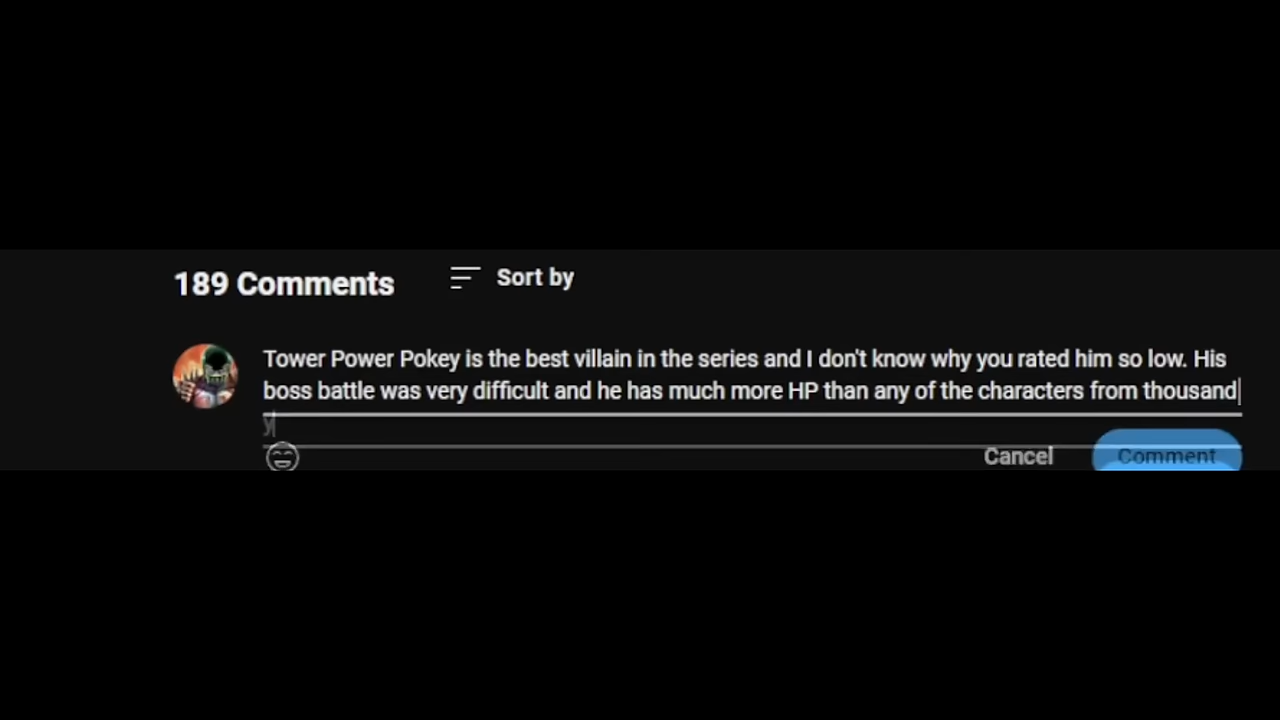 189 Comments
Sort by
Tower Power Pokey is the best villain in the series and I don't know why you rated him so low. His
boss battle was very difficult and he has much more HP than any of the characters from thousand
y
Cancel
Comment